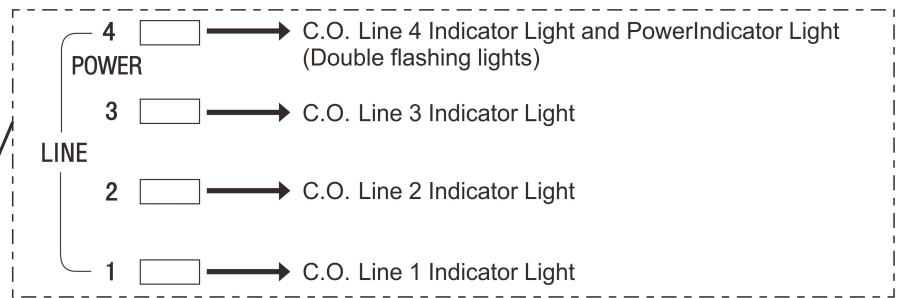 4 C.O. Line 4 Indicator Light and PowerIndicator Light
POWER (Double flashing lights)
3 C.O. Line 3 Indicator Light
LINE
2 C.O. Line 2 Indicator Light
1 C.O. Line 1 Indicator Light